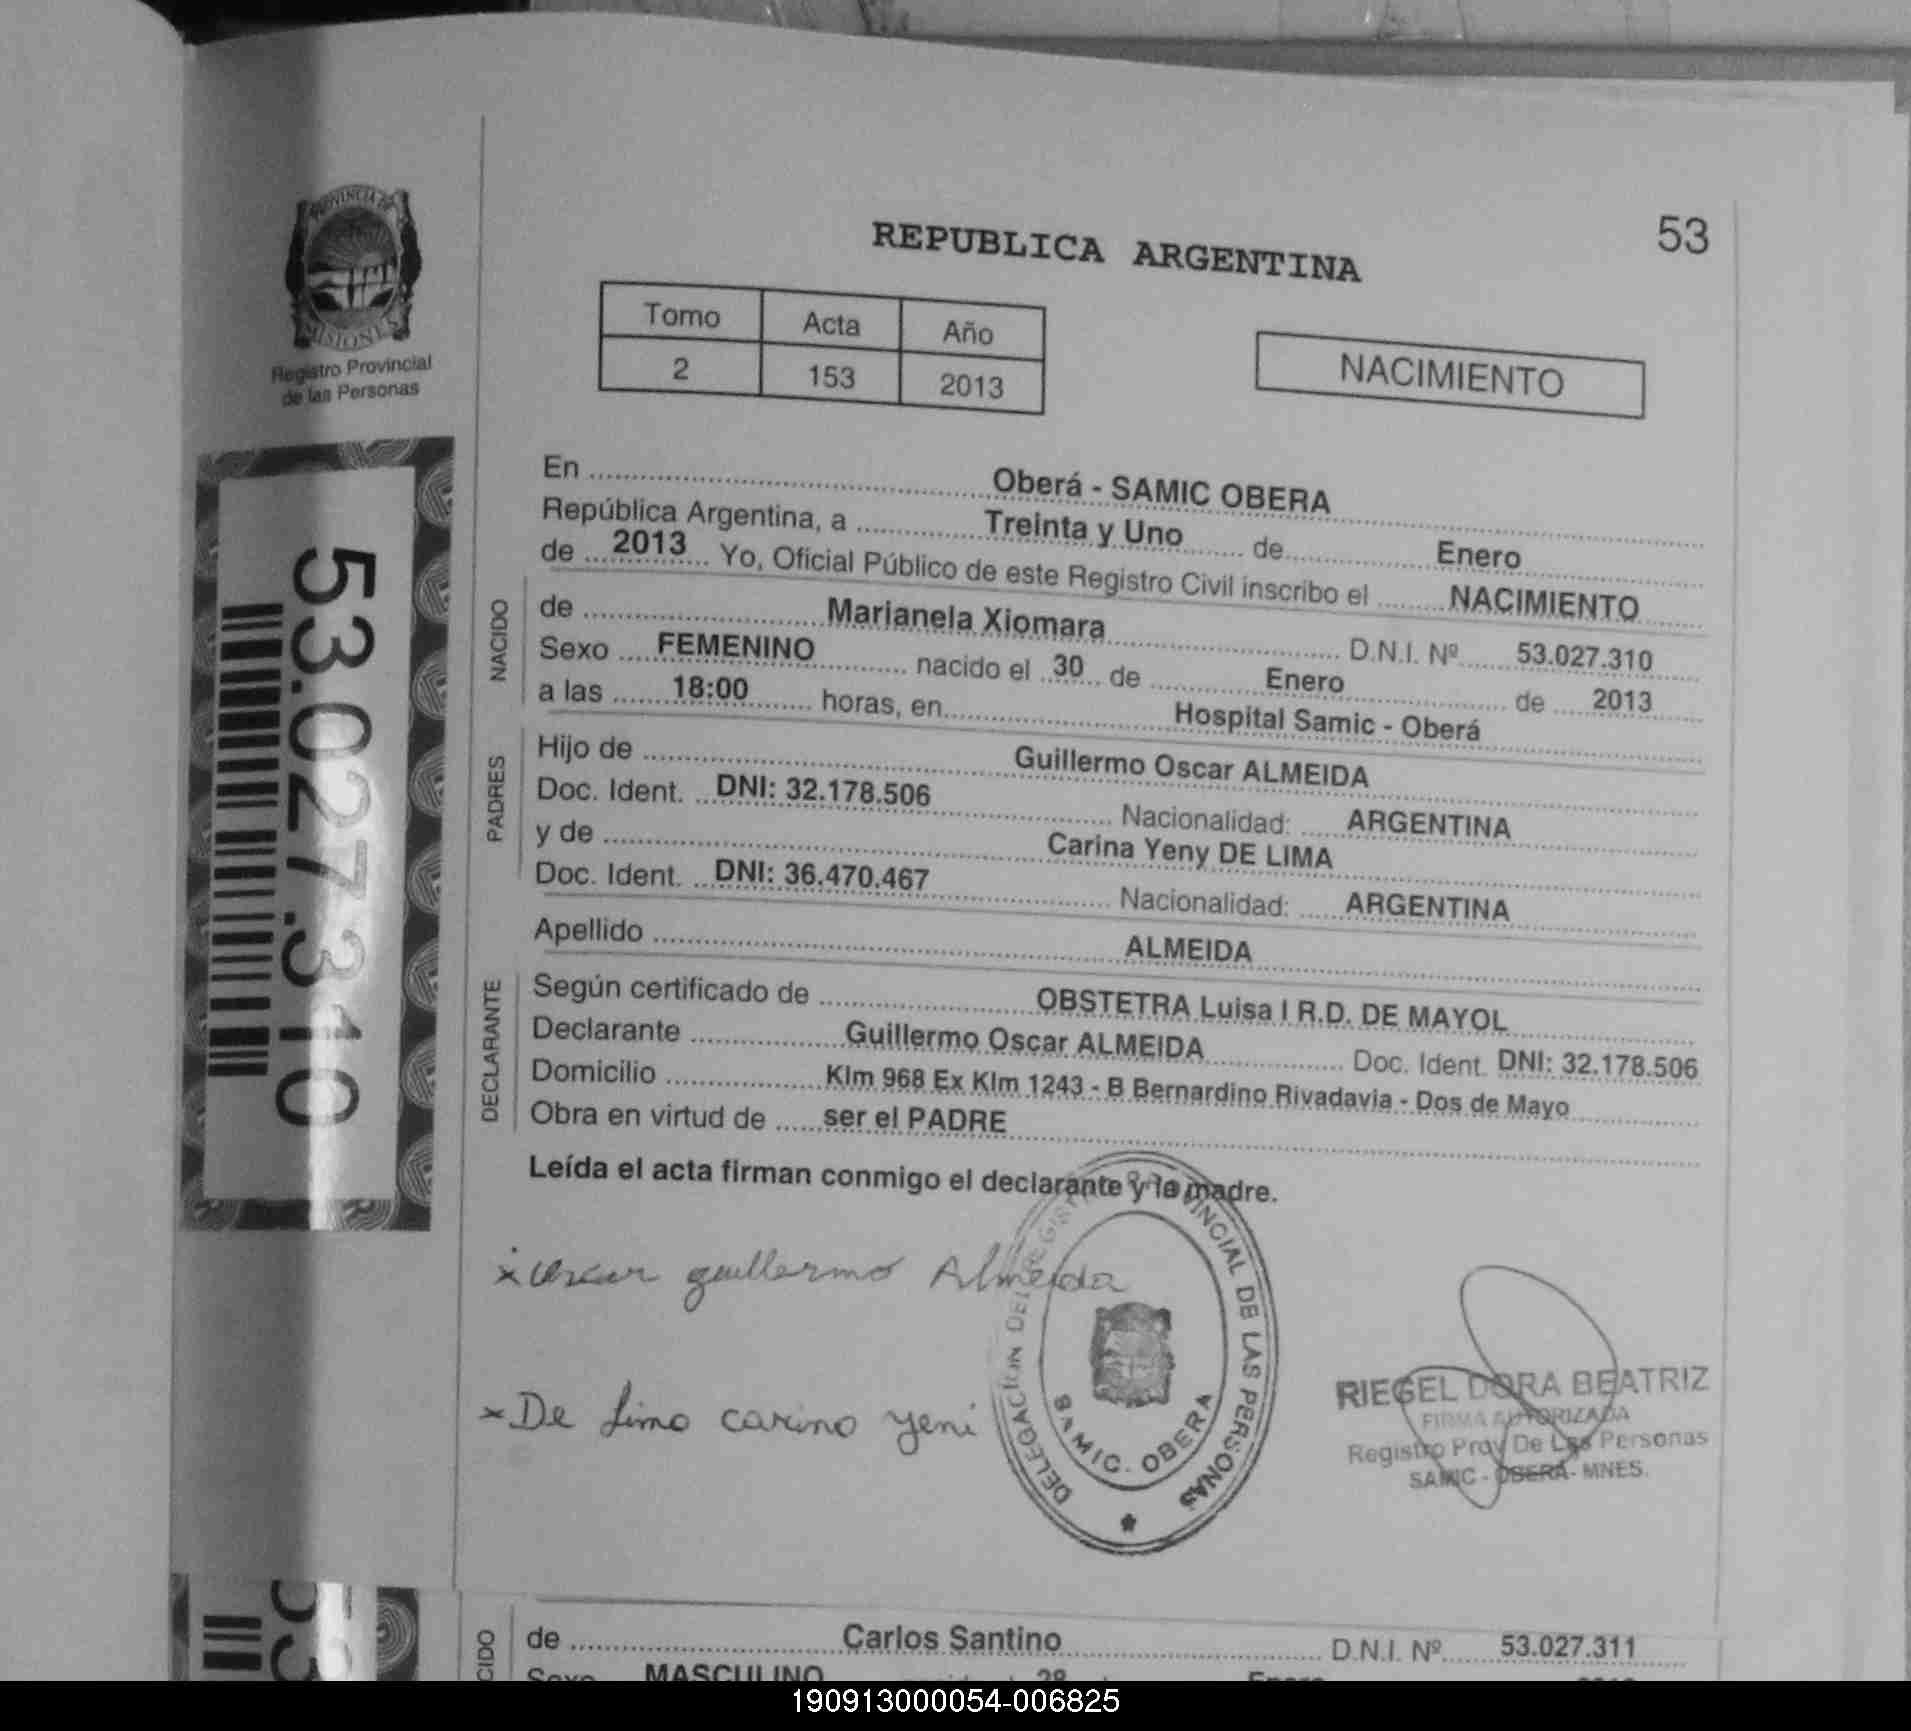 PROVINCIA DE
MISIONES
Registro Provincial
de las Personas
53.027.310
REPUBLICA ARGENTINA
53
Tomo Acta Año
2 153 2013
NACIMIENTO
En Oberá - SAMIC OBERA
República Argentina, a Treinta y Uno de Enero
de 2013 Yo, Oficial Público de este Registro Civil inscribo el NACIMIENTO
NACIDO
de Marianela Xiomara D.N.I. Nº 53.027.310
Sexo FEMENINO nacido el 30 de Enero de 2013
a las 18:00 horas, en Hospital Samic - Oberá
PADRES
Hijo de Guillermo Oscar ALMEIDA
Doc. Ident. DNI: 32.178.506 Nacionalidad: ARGENTINA
y de Carina Yeny DE LIMA
Doc. Ident. DNI: 36.470.467 Nacionalidad: ARGENTINA
Apellido ALMEIDA
DECLARANTE
Según certificado de OBSTETRA Luisa I R.D. DE MAYOL
Declarante Guillermo Oscar ALMEIDA Doc. Ident. DNI: 32.178.506
Domicilio Klm 968 Ex Klm 1243 - B Bernardino Rivadavia - Dos de Mayo
Obra en virtud de ser el PADRE
Leída el acta firman conmigo el declarante y la madre.
x Oscar guillermo Almeida
x De Lima carina yeni
DELEGACION DEL REGISTRO PROVINCIAL DE LAS PERSONAS
SAMIC. OBERA
RIEGEL DORA BEATRIZ
FIRMA AUTORIZADA
Registro Prov De Las Personas
SAMIC - OBERA - MNES.
de Carlos Santino D.N.I. Nº 53.027.311
Sexo MASCULINO 28 Enero
190913000054-006825